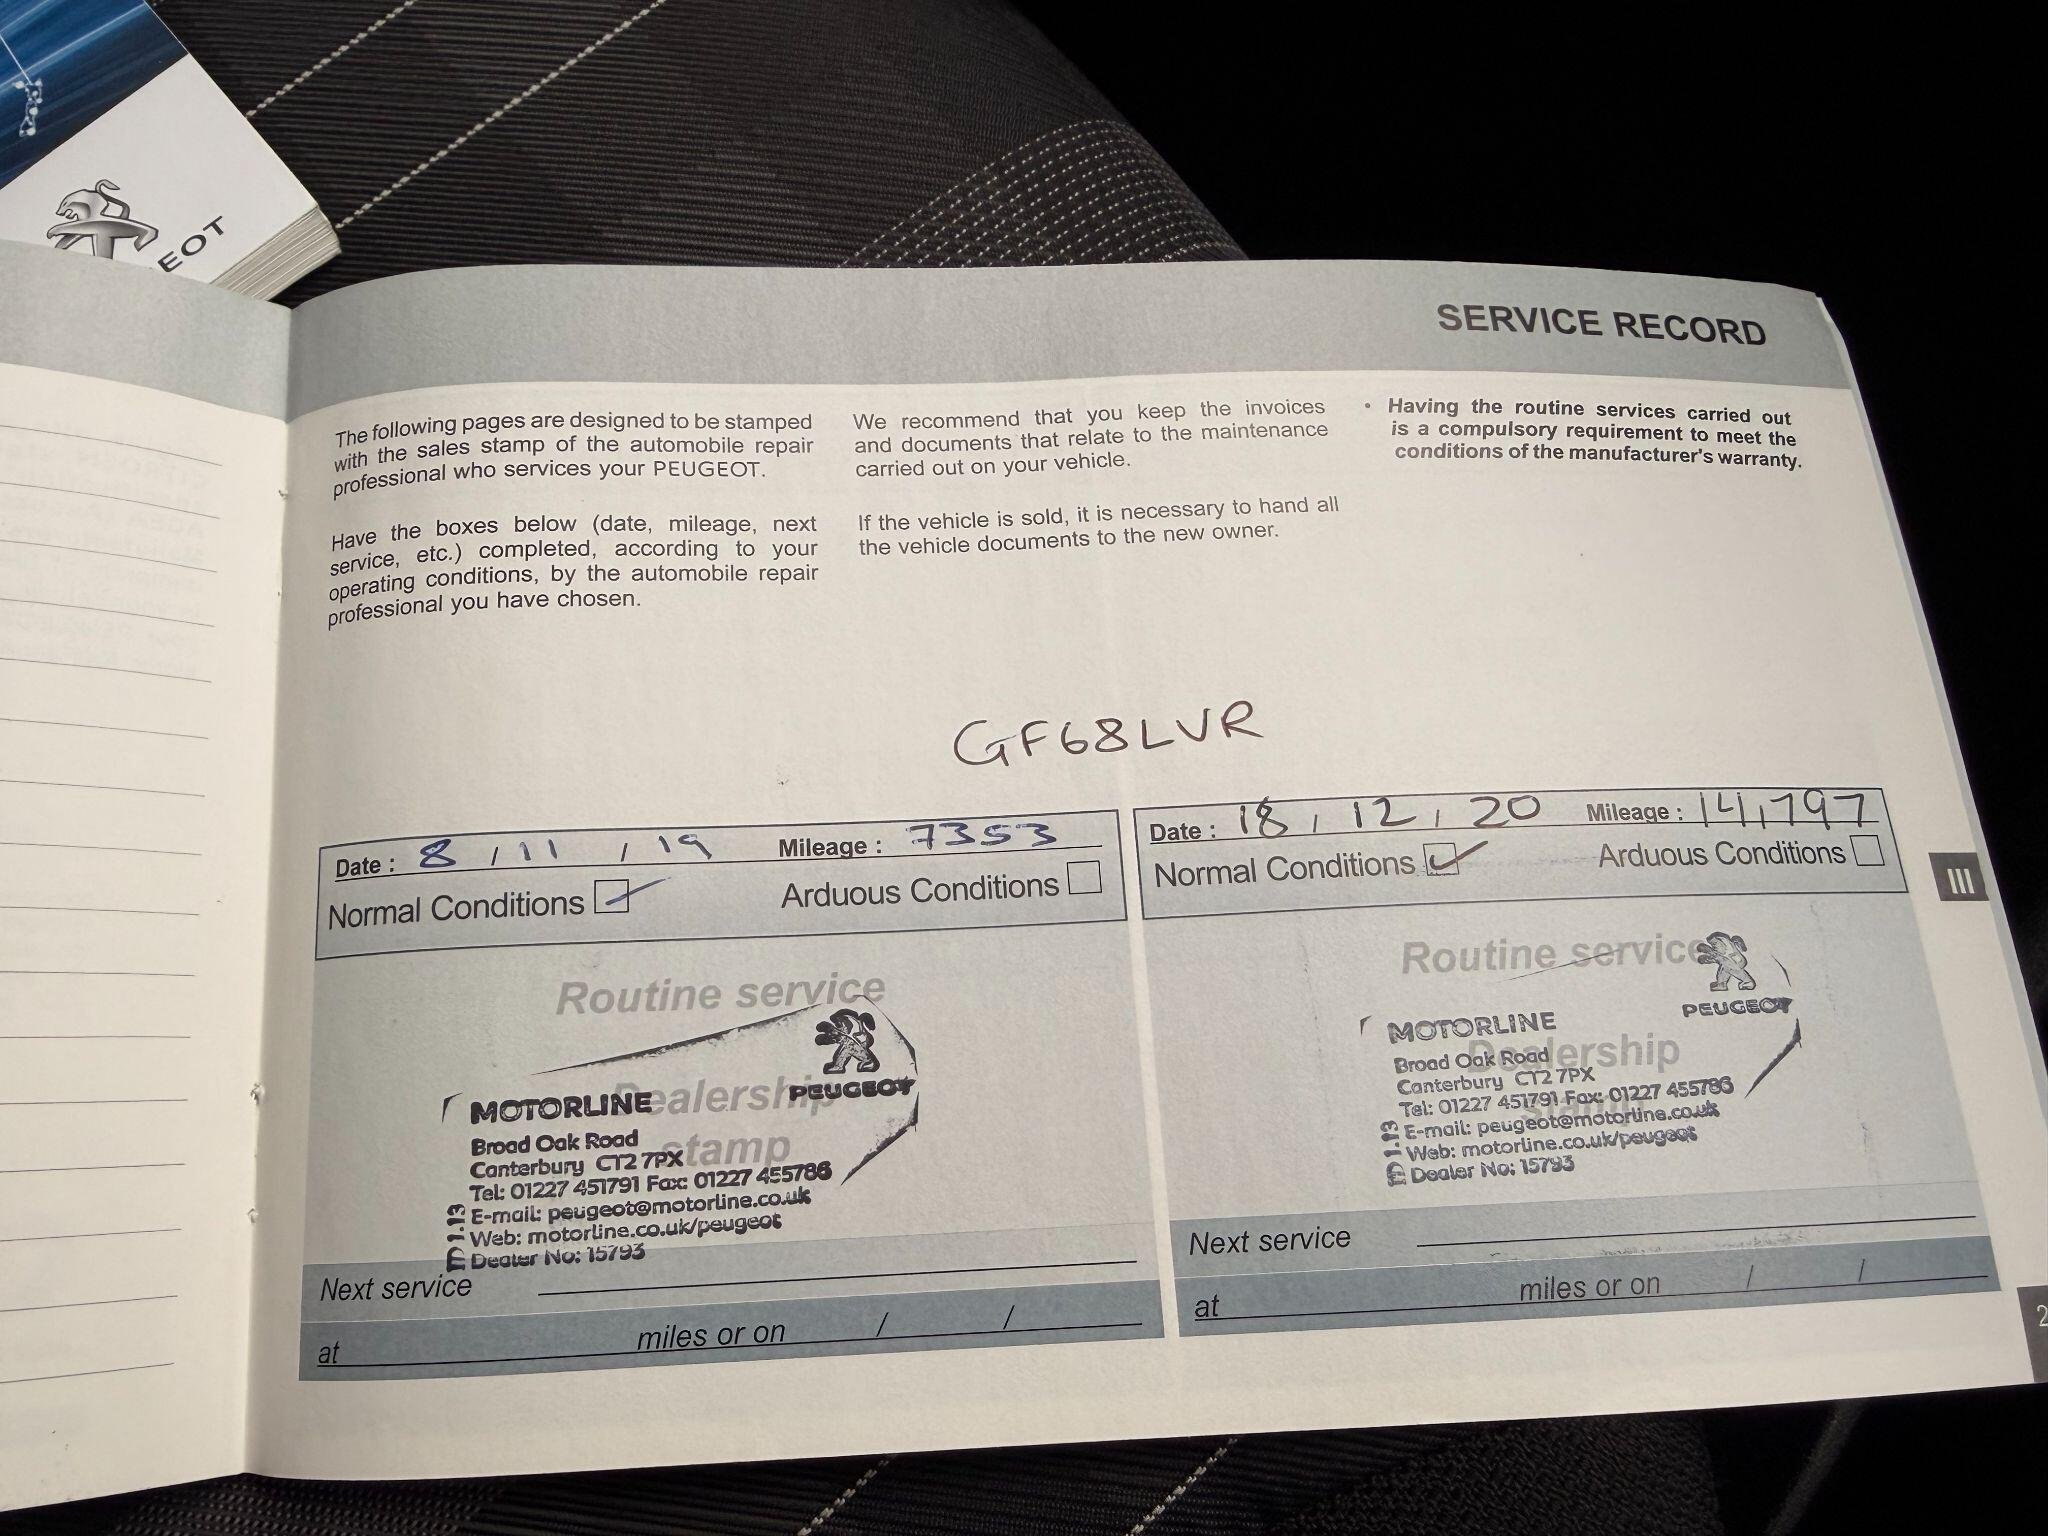 EOT
SERVICE RECORD
The following pages are designed to be stamped
with the sales stamp of the automobile repair
professional who services your PEUGEOT.
Have the boxes below (date, mileage, next
service, etc.) completed, according to your
operating conditions, by the automobile repair
professional you have chosen.
We recommend that you keep the invoices
and documents that relate to the maintenance
carried out on your vehicle.
If the vehicle is sold, it is necessary to hand all
the vehicle documents to the new owner.
• Having the routine services carried out
is a compulsory requirement to meet the
conditions of the manufacturer's warranty.
GF68LVR
Date : 8 / 11 / 19 Mileage : 7353
Normal Conditions ✓ Arduous Conditions
Routine service
Dealership
stamp
PEUGEOT
MOTORLINE
Broad Oak Road
Canterbury CT2 7PX
Tel: 01227 451791 Fax: 01227 455786
E-mail: peugeot@motorline.co.uk
Web: motorline.co.uk/peugeot
Dealer No: 15793
Next service
at miles or on / /
Date : 18 / 12 / 20 Mileage : 14,797
Normal Conditions ✓ Arduous Conditions
Routine service
Dealership
stamp
PEUGEOT
MOTORLINE
Broad Oak Road
Canterbury CT2 7PX
Tel: 01227 451791 Fax: 01227 455786
E-mail: peugeot@motorline.co.uk
Web: motorline.co.uk/peugeot
Dealer No: 15793
Next service
at miles or on / /
III
2